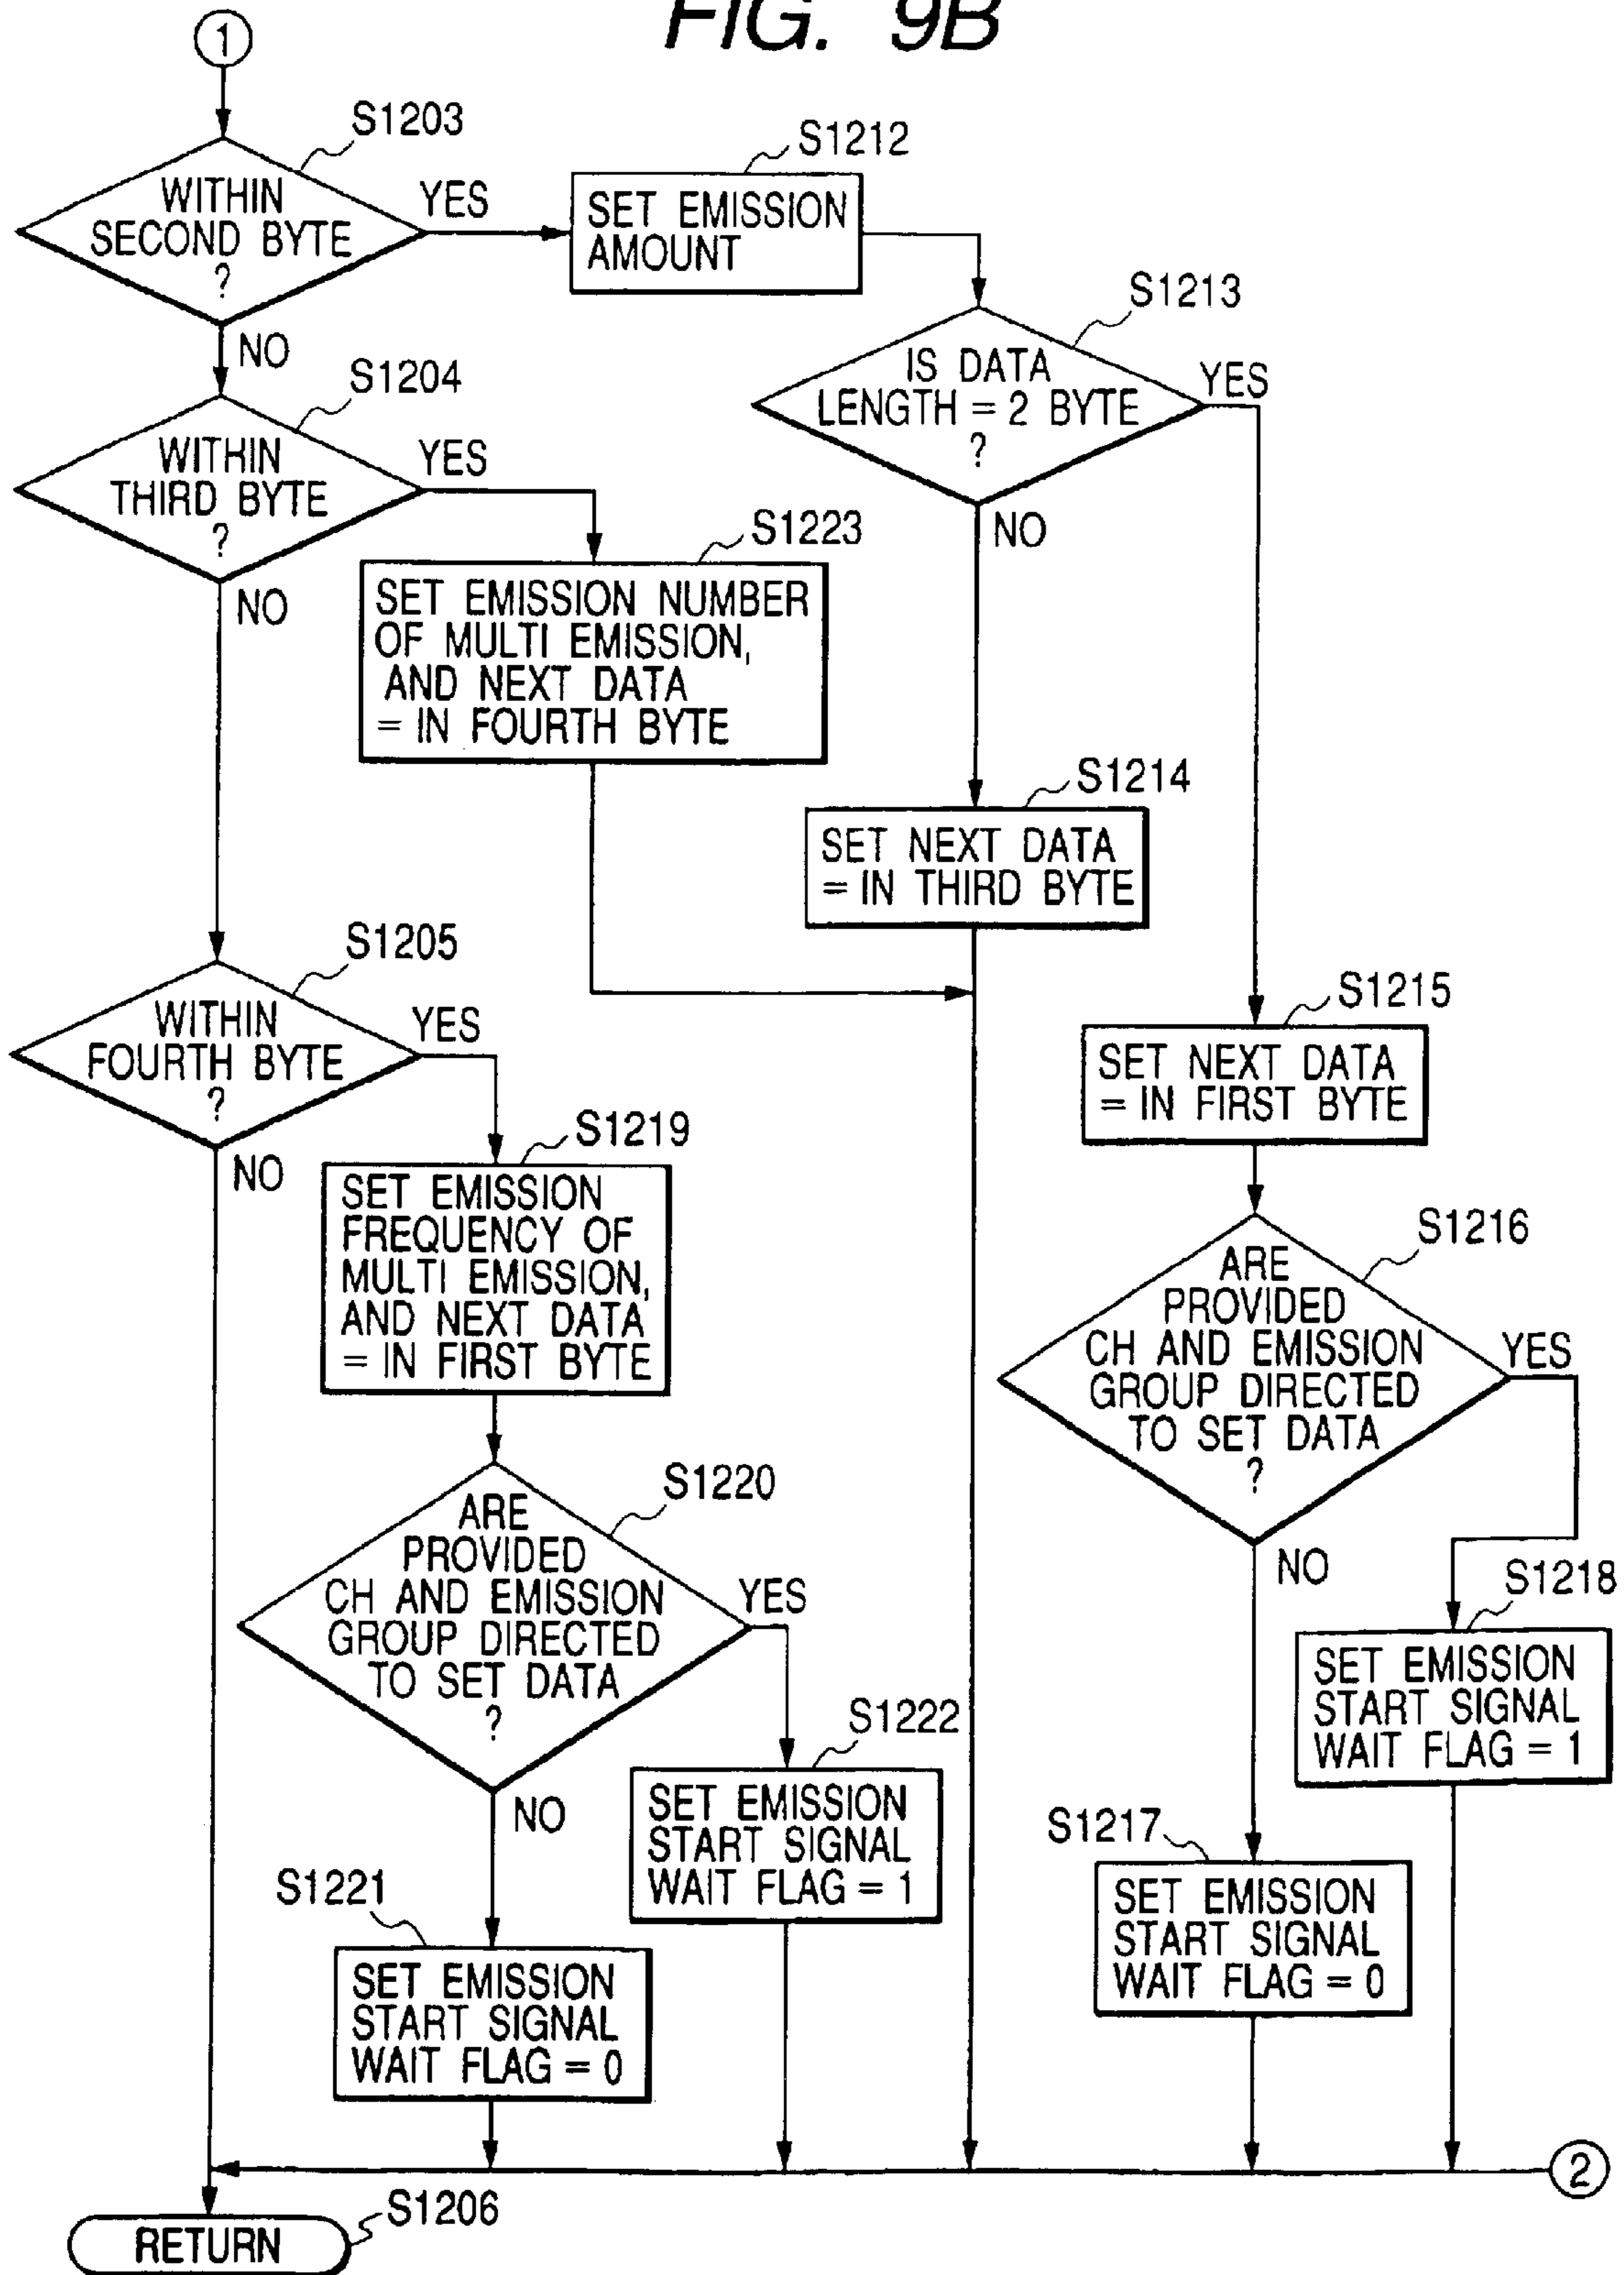 FIG. 9B
1
S1203
WITHIN
SECOND BYTE
?
YES
NO
S1212
SET EMISSION
AMOUNT
S1213
IS DATA
LENGTH = 2 BYTE
?
YES
NO
S1204
WITHIN
THIRD BYTE
?
YES
NO
S1223
SET EMISSION NUMBER
OF MULTI EMISSION,
AND NEXT DATA
= IN FOURTH BYTE
S1214
SET NEXT DATA
= IN THIRD BYTE
S1205
WITHIN
FOURTH BYTE
?
YES
NO
S1215
SET NEXT DATA
= IN FIRST BYTE
S1219
SET EMISSION
FREQUENCY OF
MULTI EMISSION,
AND NEXT DATA
= IN FIRST BYTE
S1216
ARE
PROVIDED
CH AND EMISSION
GROUP DIRECTED
TO SET DATA
?
YES
NO
S1220
ARE
PROVIDED
CH AND EMISSION
GROUP DIRECTED
TO SET DATA
?
YES
NO
S1218
SET EMISSION
START SIGNAL
WAIT FLAG = 1
S1222
SET EMISSION
START SIGNAL
WAIT FLAG = 1
S1217
SET EMISSION
START SIGNAL
WAIT FLAG = 0
S1221
SET EMISSION
START SIGNAL
WAIT FLAG = 0
2
S1206
RETURN